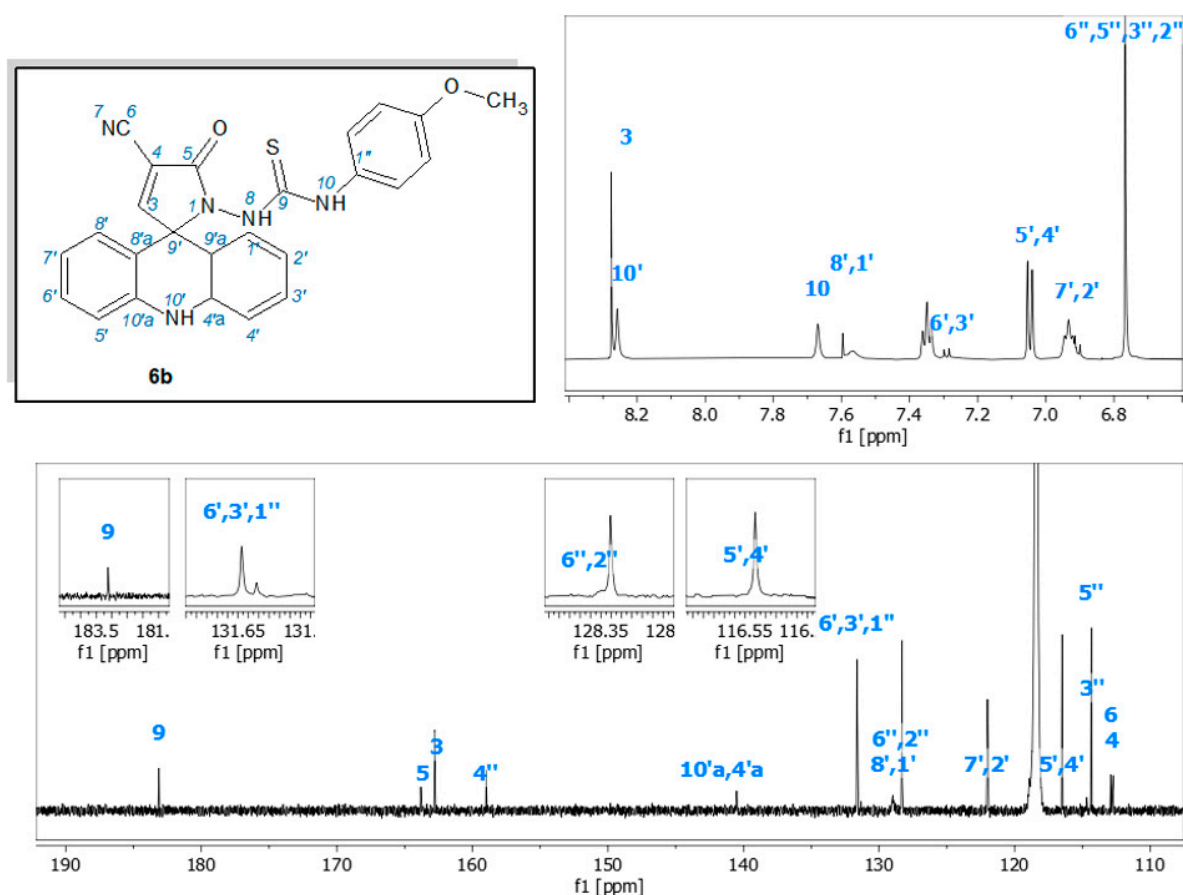 O
CH3
7
6
NC
O
4
5
S
1"
3
N
1
8
NH
9
10
NH
8'
8'a
9'
9'a
1'
7'
2'
6'
10'
3'
5'
10'a
NH
4'a
4'
6b
6",5",3",2"
3
10'
10
8',1'
6',3'
5',4'
7',2'
8.2 8.0 7.8 7.6 7.4 7.2 7.0 6.8
f1 [ppm]
9
6',3',1''
6'',2''
5',4'
183.5 181.
131.65 131.
128.35 128
116.55 116.
f1 [ppm]
f1 [ppm]
f1 [ppm]
f1 [ppm]
9
5
3
4''
10'a,4'a
6',3',1"
6'',2''
8',1'
7',2'
5',4'
5''
3''
6
4
190 180 170 160 150 140 130 120 110
f1 [ppm]